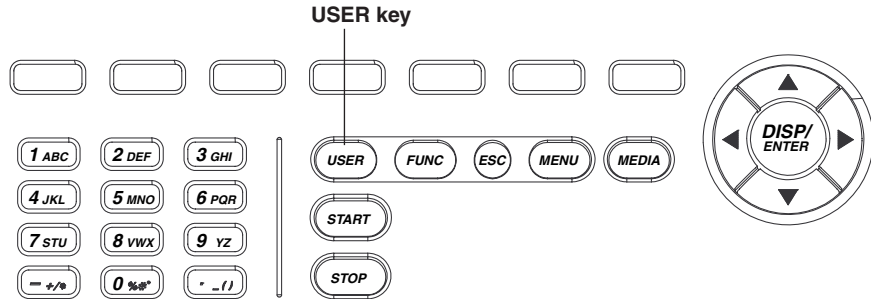 USER key
DISP/
ENTER
1 ABC
2 DEF
3 GHI
USER
FUNC
ESC
MENU
MEDIA
4 JKL
5 MNO
6 PQR
START
7 STU
8 VWX
9 YZ
STOP
0